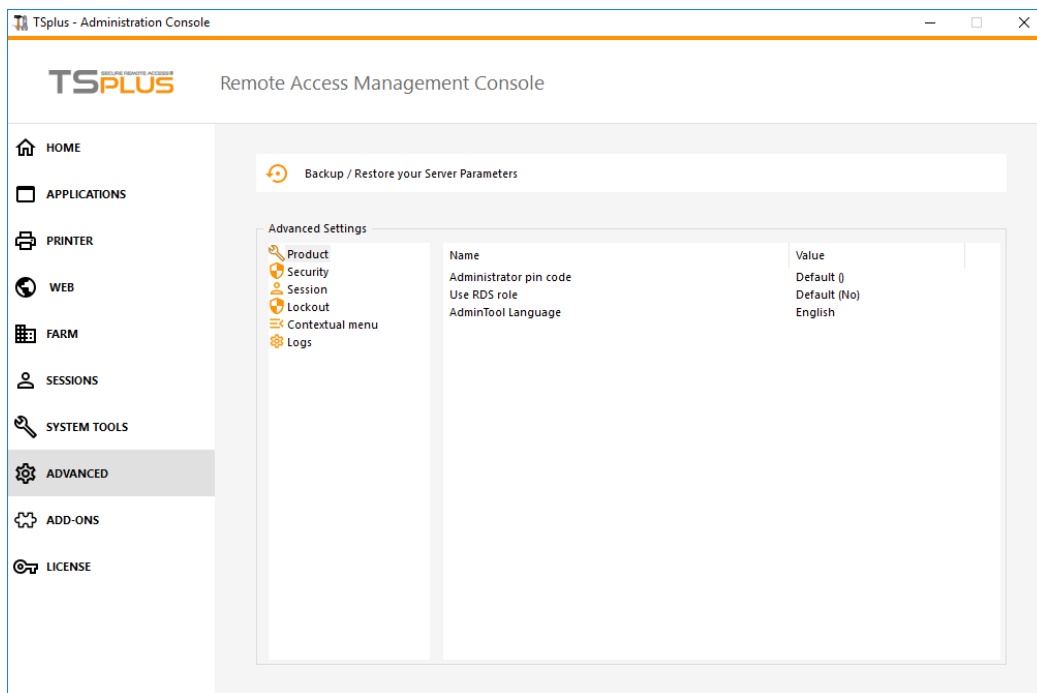 TSplus - Administration Console
SECURE REMOTE ACCESS
TSPLUS
Remote Access Management Console
HOME
APPLICATIONS
PRINTER
WEB
FARM
SESSIONS
SYSTEM TOOLS
ADVANCED
ADD-ONS
LICENSE
Backup / Restore your Server Parameters
Advanced Settings
Product
Security
Session
Lockout
Contextual menu
Logs
Name Value
Administrator pin code Default ()
Use RDS role Default (No)
AdminTool Language English